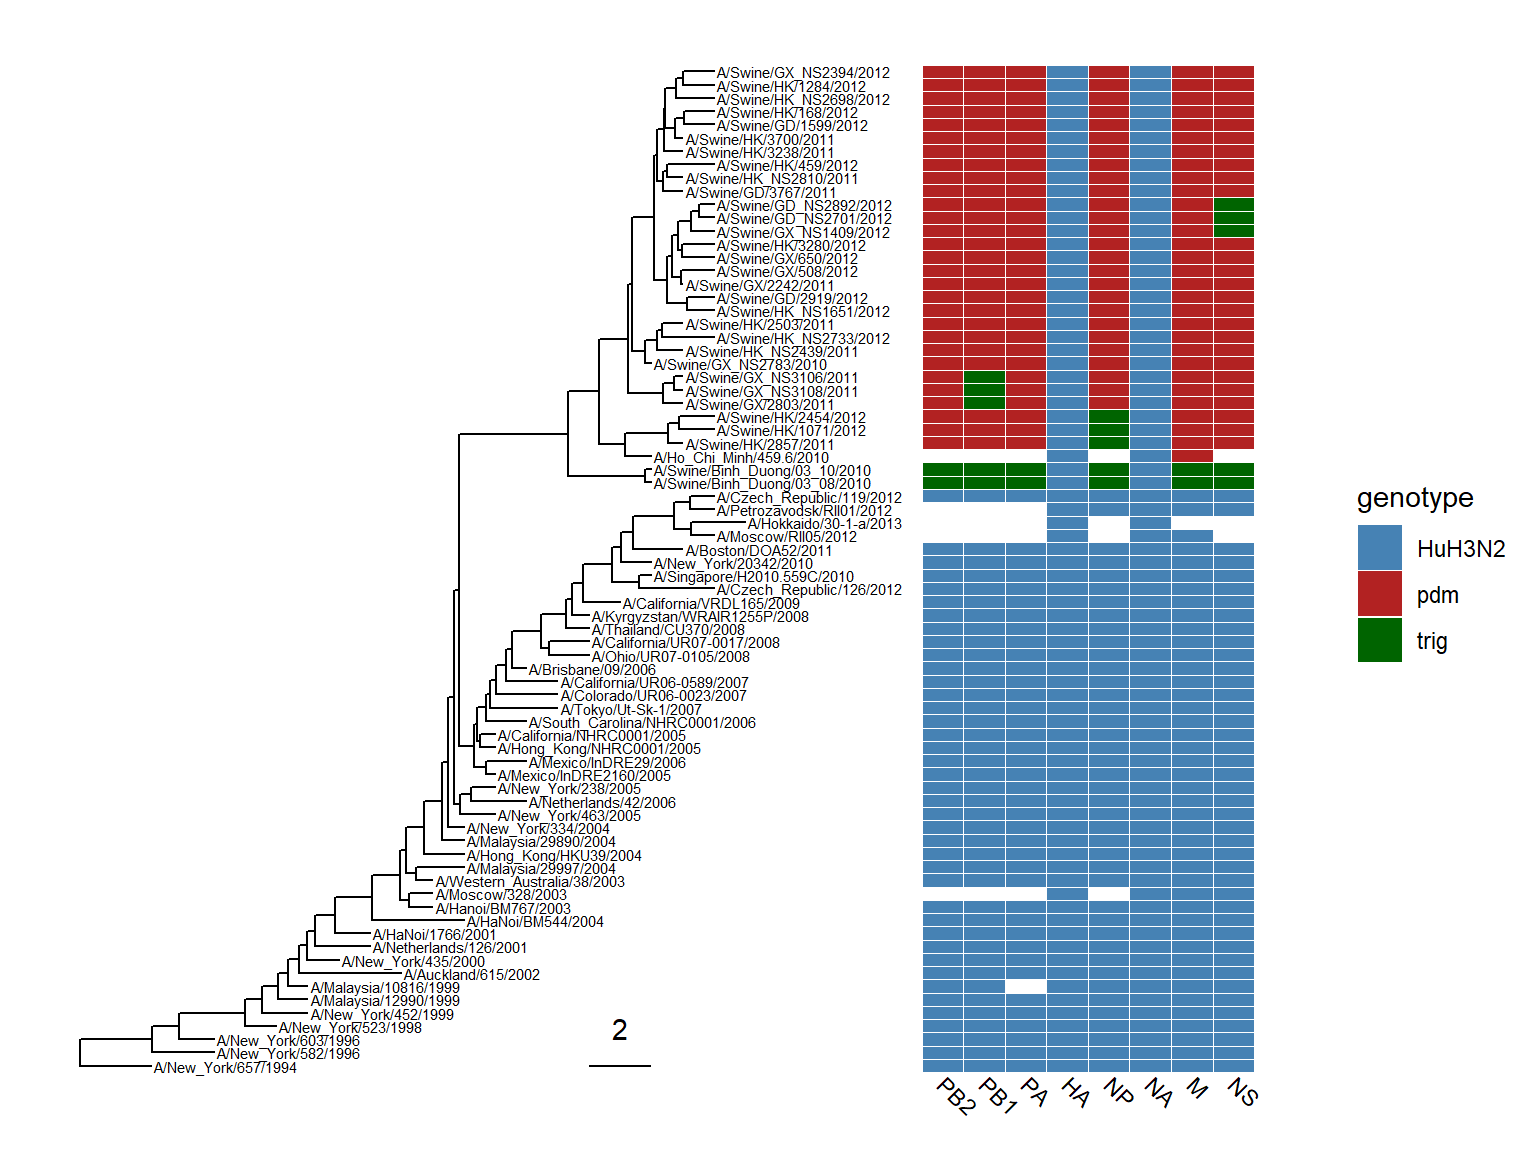 A/Swine/GX_NS2394/2012
A/Swine/HK/1284/2012
A/Swine/HK_NS2698/2012
A/Swine/HK/168/2012
A/Swine/GD/1599/2012
A/Swine/HK/3700/2011
A/Swine/HK/3238/2011
A/Swine/HK/459/2012
A/Swine/HK_NS2810/2011
A/Swine/GD/3767/2011
A/Swine/GD_NS2892/2012
A/Swine/GD_NS2701/2012
A/Swine/GX_NS1409/2012
A/Swine/HK/3280/2012
A/Swine/GX/650/2012
A/Swine/GX/508/2012
A/Swine/GX/2242/2011
A/Swine/GD/2919/2012
A/Swine/HK_NS1651/2012
A/Swine/HK/2503/2011
A/Swine/HK_NS2733/2012
A/Swine/HK_NS2439/2011
A/Swine/GX_NS2783/2010
A/Swine/GX_NS3106/2011
A/Swine/GX_NS3108/2011
A/Swine/GX/2803/2011
A/Swine/HK/2454/2012
A/Swine/HK/1071/2012
A/Swine/HK/2857/2011
A/Ho_Chi_Minh/459.6/2010
A/Swine/Binh_Duong/03_10/2010
A/Swine/Binh_Duong/03_08/2010
A/Czech_Republic/119/2012
A/Petrozavodsk/RII01/2012
A/Hokkaido/30-1-a/2013
A/Moscow/RII05/2012
A/Boston/DOA52/2011
A/New_York/20342/2010
A/Singapore/H2010.559C/2010
A/Czech_Republic/126/2012
A/California/VRDL165/2009
A/Kyrgyzstan/WRAIR1255P/2008
A/Thailand/CU370/2008
A/California/UR07-0017/2008
A/Ohio/UR07-0105/2008
A/Brisbane/09/2006
A/California/UR06-0589/2007
A/Colorado/UR06-0023/2007
A/Tokyo/Ut-Sk-1/2007
A/South_Carolina/NHRC0001/2006
A/California/NHRC0001/2005
A/Hong_Kong/NHRC0001/2005
A/Mexico/InDRE29/2006
A/Mexico/InDRE2160/2005
A/New_York/238/2005
A/Netherlands/42/2006
A/New_York/463/2005
A/New_York/334/2004
A/Malaysia/29890/2004
A/Hong_Kong/HKU39/2004
A/Malaysia/29997/2004
A/Western_Australia/38/2003
A/Moscow/328/2003
A/Hanoi/BM767/2003
A/HaNoi/BM544/2004
A/HaNoi/1766/2001
A/Netherlands/126/2001
A/New_York/435/2000
A/Auckland/615/2002
A/Malaysia/10816/1999
A/Malaysia/12990/1999
A/New_York/452/1999
A/New_York/523/1998
A/New_York/603/1996
A/New_York/582/1996
A/New_York/657/1994
2
PB2 PB1 PA HA NP NA M NS
genotype
HuH3N2
pdm
trig